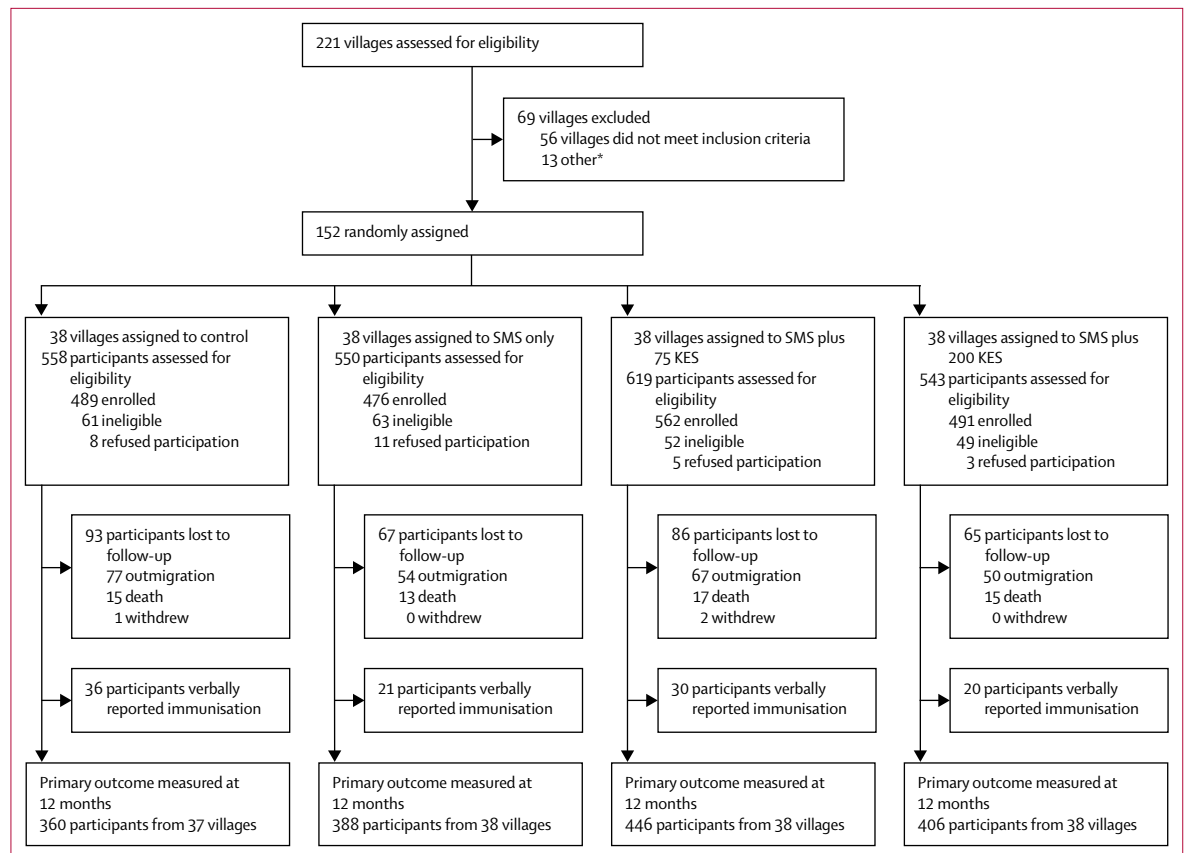 221 villages assessed for eligibility
69 villages excluded
56 villages did not meet inclusion criteria
13 other*
152 randomly assigned
38 villages assigned to control
558 participants assessed for
eligibility
489 enrolled
61 ineligible
8 refused participation
38 villages assigned to SMS only
550 participants assessed for
eligibility
476 enrolled
63 ineligible
11 refused participation
38 villages assigned to SMS plus
75 KES
619 participants assessed for
eligibility
562 enrolled
52 ineligible
5 refused participation
38 villages assigned to SMS plus
200 KES
543 participants assessed for
eligibility
491 enrolled
49 ineligible
3 refused participation
93 participants lost to
follow-up
77 outmigration
15 death
1 withdrew
67 participants lost to
follow-up
54 outmigration
13 death
0 withdrew
86 participants lost to
follow-up
67 outmigration
17 death
2 withdrew
65 participants lost to
follow-up
50 outmigration
15 death
0 withdrew
36 participants verbally
reported immunisation
21 participants verbally
reported immunisation
30 participants verbally
reported immunisation
20 participants verbally
reported immunisation
Primary outcome measured at
12 months
360 participants from 37 villages
Primary outcome measured at
12 months
388 participants from 38 villages
Primary outcome measured at
12 months
446 participants from 38 villages
Primary outcome measured at
12 months
406 participants from 38 villages